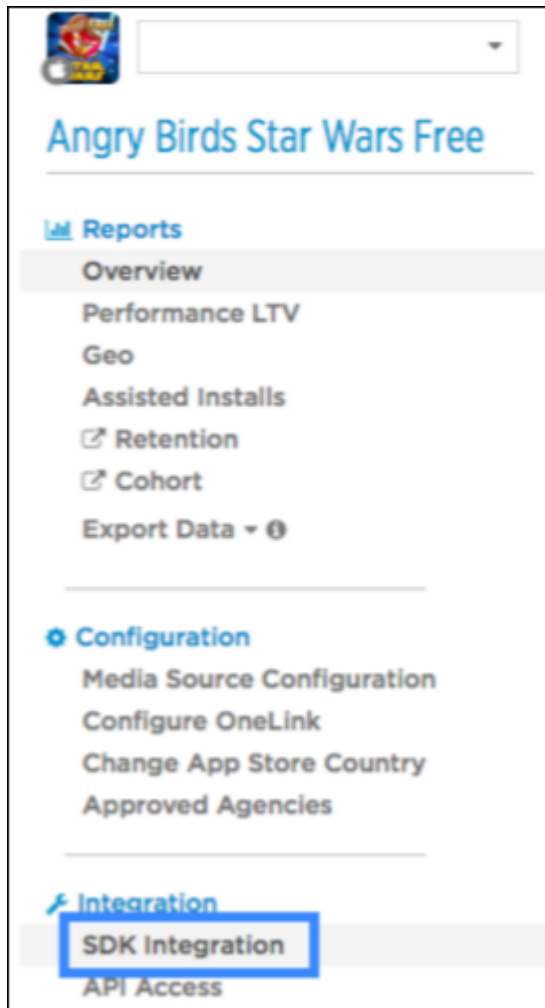 Angry Birds Star Wars Free
Reports
Overview
Performance LTV
Geo
Assisted Installs
Retention
Cohort
Export Data
Configuration
Media Source Configuration
Configure OneLink
Change App Store Country
Approved Agencies
Integration
SDK Integration
API Access